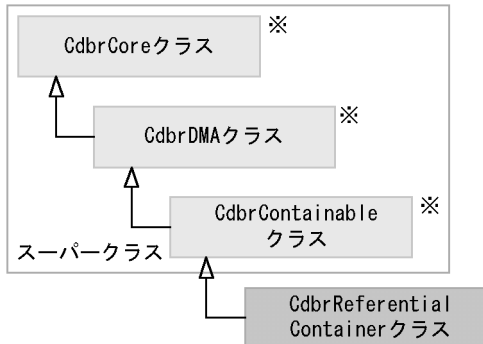 CdbrCoreクラス ※
CdbrDMAクラス ※
CdbrContainable ※
クラス
スーパークラス
CdbrReferential
Containerクラス